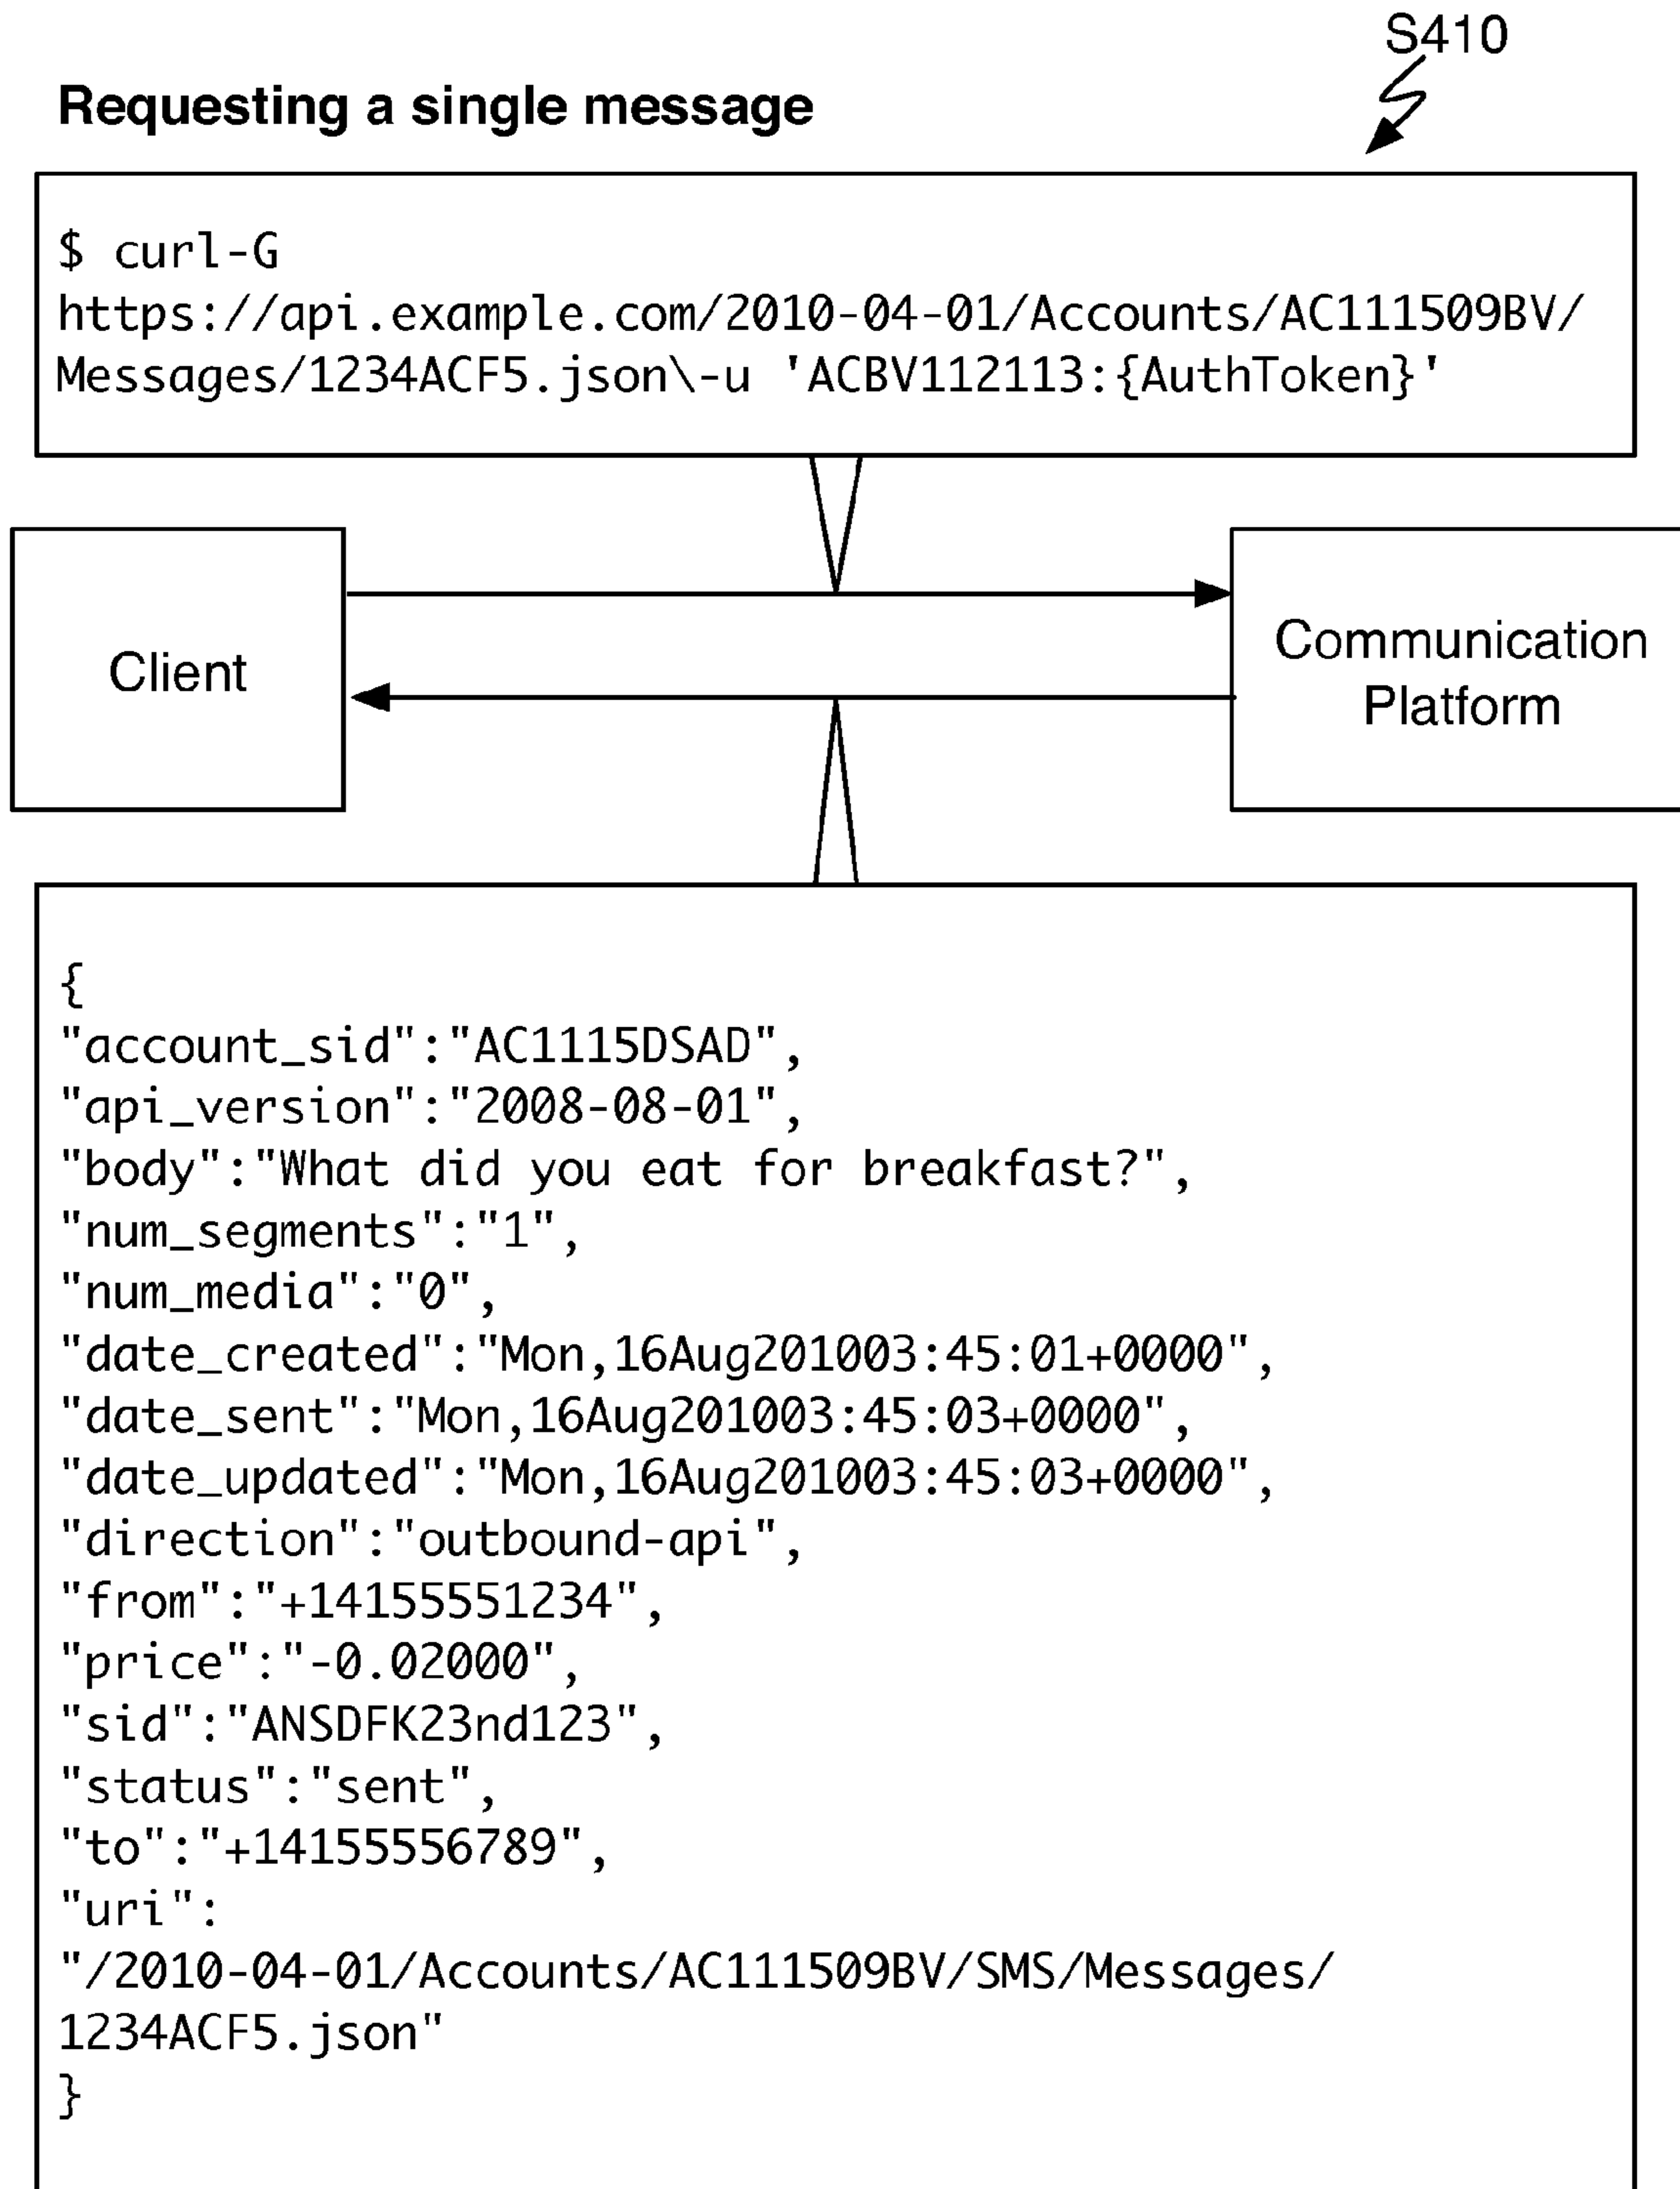 S410
Requesting a single message
$ curl-G
https://api.example.com/2010-04-01/Accounts/AC111509BV/
Messages/1234ACF5.json\-u 'ACBV112113:{AuthToken}'
Client
Communication
Platform
{
"account_sid":"AC1115DSAD",
"api_version":"2008-08-01",
"body":"What did you eat for breakfast?",
"num_segments":"1",
"num_media":"0",
"date_created":"Mon,16Aug201003:45:01+0000",
"date_sent":"Mon,16Aug201003:45:03+0000",
"date_updated":"Mon,16Aug201003:45:03+0000",
"direction":"outbound-api",
"from":"+14155551234",
"price":"-0.02000",
"sid":"ANSDFK23nd123",
"status":"sent",
"to":"+14155556789",
"uri":
"/2010-04-01/Accounts/AC111509BV/SMS/Messages/
1234ACF5.json"
}